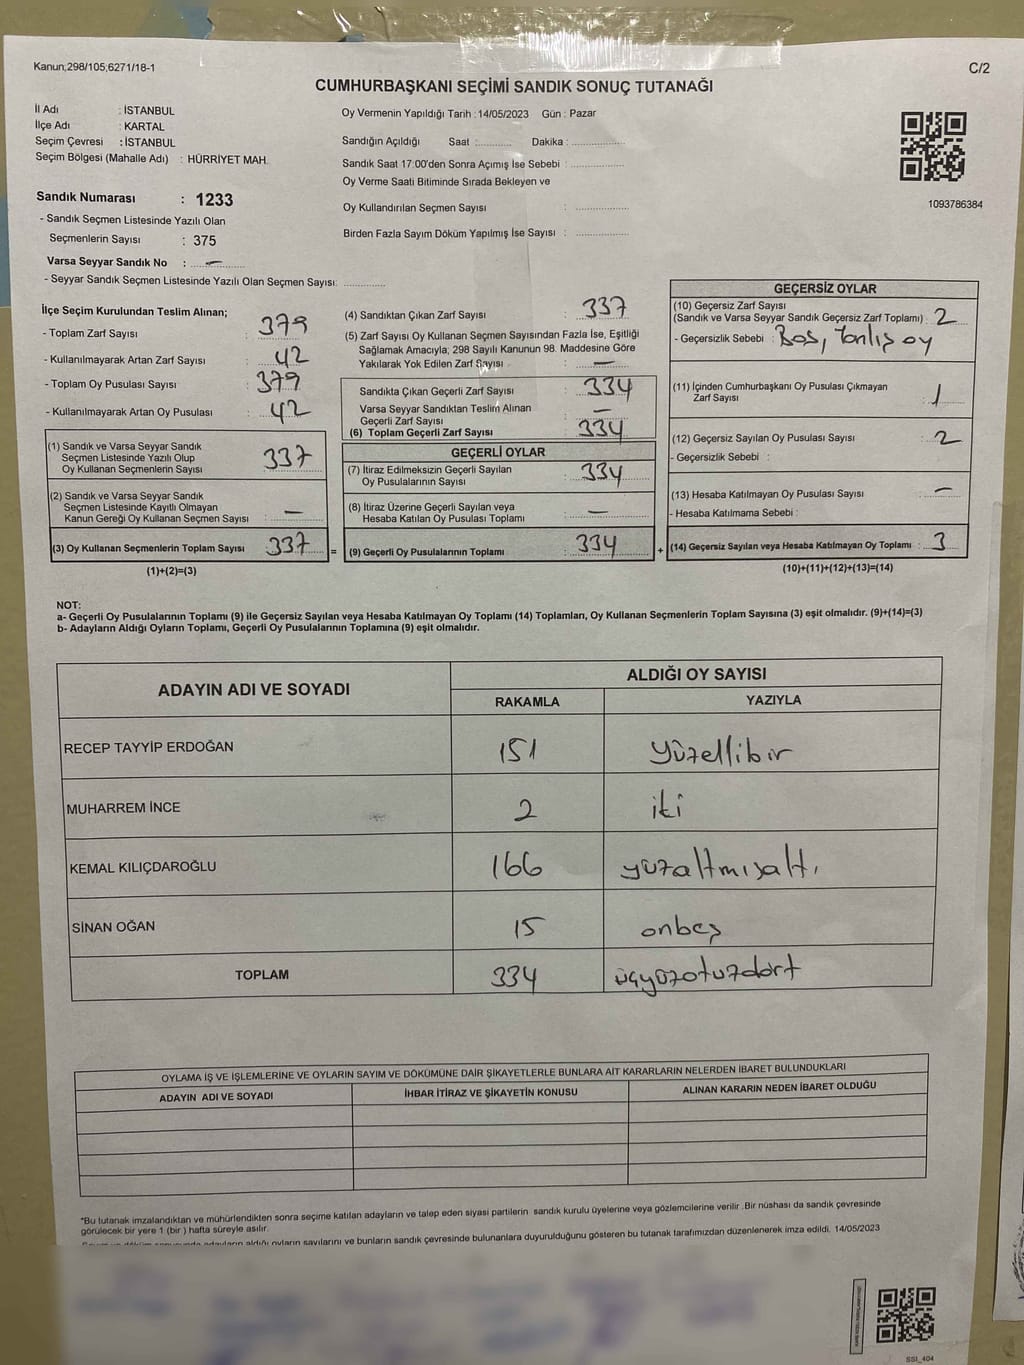 Kanun,298/105,6271/18-1
C/2
CUMHURBAŞKANI SEÇİMİ SANDIK SONUÇ TUTANAĞI
İl Adı : İSTANBUL
İlçe Adı : KARTAL
Seçim Çevresi : İSTANBUL
Seçim Bölgesi (Mahalle Adı) : HÜRRİYET MAH.
Oy Vermenin Yapıldığı Tarih : 14/05/2023 Gün : Pazar
Sandığın Açıldığı Saat : Dakika :
Sandık Saat 17:00'den Sonra Açımış İse Sebebi :
Oy Verme Saati Bitiminde Sırada Bekleyen ve
Oy Kullandırılan Seçmen Sayısı :
Birden Fazla Sayım Döküm Yapılmış İse Sayısı :
1093786384
Sandık Numarası : 1233
- Sandık Seçmen Listesinde Yazılı Olan
Seçmenlerin Sayısı : 375
Varsa Seyyar Sandık No : -
- Seyyar Sandık Seçmen Listesinde Yazılı Olan Seçmen Sayısı:
İlçe Seçim Kurulundan Teslim Alınan;
- Toplam Zarf Sayısı : 379
- Kullanılmayarak Artan Zarf Sayısı : 42
- Toplam Oy Pusulası Sayısı : 379
- Kullanılmayarak Artan Oy Pusulası : 42
(1) Sandık ve Varsa Seyyar Sandık
Seçmen Listesinde Yazılı Olup
Oy Kullanan Seçmenlerin Sayısı : 337
(2) Sandık ve Varsa Seyyar Sandık
Seçmen Listesinde Kayıtlı Olmayan
Kanun Gereği Oy Kullanan Seçmen Sayısı : -
(3) Oy Kullanan Seçmenlerin Toplam Sayısı 337
(1)+(2)=(3)
=
(4) Sandıktan Çıkan Zarf Sayısı : 337
(5) Zarf Sayısı Oy Kullanan Seçmen Sayısından Fazla İse, Eşitliği
Sağlamak Amacıyla; 298 Sayılı Kanunun 98. Maddesine Göre
Yakılarak Yok Edilen Zarf Sayısı : -
Sandıkta Çıkan Geçerli Zarf Sayısı : 334
Varsa Seyyar Sandıktan Teslim Alınan
Geçerli Zarf Sayısı : -
(6) Toplam Geçerli Zarf Sayısı : 334
GEÇERLİ OYLAR
(7) İtiraz Edilmeksizin Geçerli Sayılan
Oy Pusulalarının Sayısı : 334
(8) İtiraz Üzerine Geçerli Sayılan veya
Hesaba Katılan Oy Pusulası Toplamı : -
(9) Geçerli Oy Pusulalarının Toplamı : 334
+
GEÇERSİZ OYLAR
(10) Geçersiz Zarf Sayısı
(Sandık ve Varsa Seyyar Sandık Geçersiz Zarf Toplamı) : 2
- Geçersizlik Sebebi : Boş, Yanlış oy
(11) İçinden Cumhurbaşkanı Oy Pusulası Çıkmayan
Zarf Sayısı : 1
(12) Geçersiz Sayılan Oy Pusulası Sayısı : 2
- Geçersizlik Sebebi :
(13) Hesaba Katılmayan Oy Pusulası Sayısı : -
- Hesaba Katılmama Sebebi :
(14) Geçersiz Sayılan veya Hesaba Katılmayan Oy Toplamı : 3
(10)+(11)+(12)+(13)=(14)
NOT:
a- Geçerli Oy Pusulalarının Toplamı (9) ile Geçersiz Sayılan veya Hesaba Katılmayan Oy Toplamı (14) Toplamları, Oy Kullanan Seçmenlerin Toplam Sayısına (3) eşit olmalıdır. (9)+(14)=(3)
b- Adayların Aldığı Oyların Toplamı, Geçerli Oy Pusulalarının Toplamına (9) eşit olmalıdır.
ADAYIN ADI VE SOYADI
ALDIĞI OY SAYISI
RAKAMLA YAZIYLA
RECEP TAYYİP ERDOĞAN 151 Yüzellibir
MUHARREM İNCE 2 iki
KEMAL KILIÇDAROĞLU 166 yüzaltmışaltı
SİNAN OĞAN 15 onbeş
TOPLAM 334 üçyüzotuzdört
OYLAMA İŞ VE İŞLEMLERİNE VE OYLARIN SAYIM VE DÖKÜMÜNE DAİR ŞİKAYETLERLE BUNLARA AİT KARARLARIN NELERDEN İBARET BULUNDUKLARI
ADAYIN ADI VE SOYADI İHBAR İTİRAZ VE ŞİKAYETİN KONUSU ALINAN KARARIN NEDEN İBARET OLDUĞU
*Bu tutanak imzalandıktan ve mühürlendikten sonra seçime katılan adayların ve talep eden siyasi partilerin sandık kurulu üyelerine veya gözlemcilerine verilir .Bir nüshası da sandık çevresinde
görülecek bir yere 1 (bir ) hafta süreyle asılır.
adayların aldığı oyların sayılarını ve bunların sandık çevresinde bulunanlara duyurulduğunu gösteren bu tutanak tarafımızdan düzenlenerek imza edildi. 14/05/2023
SSI_404